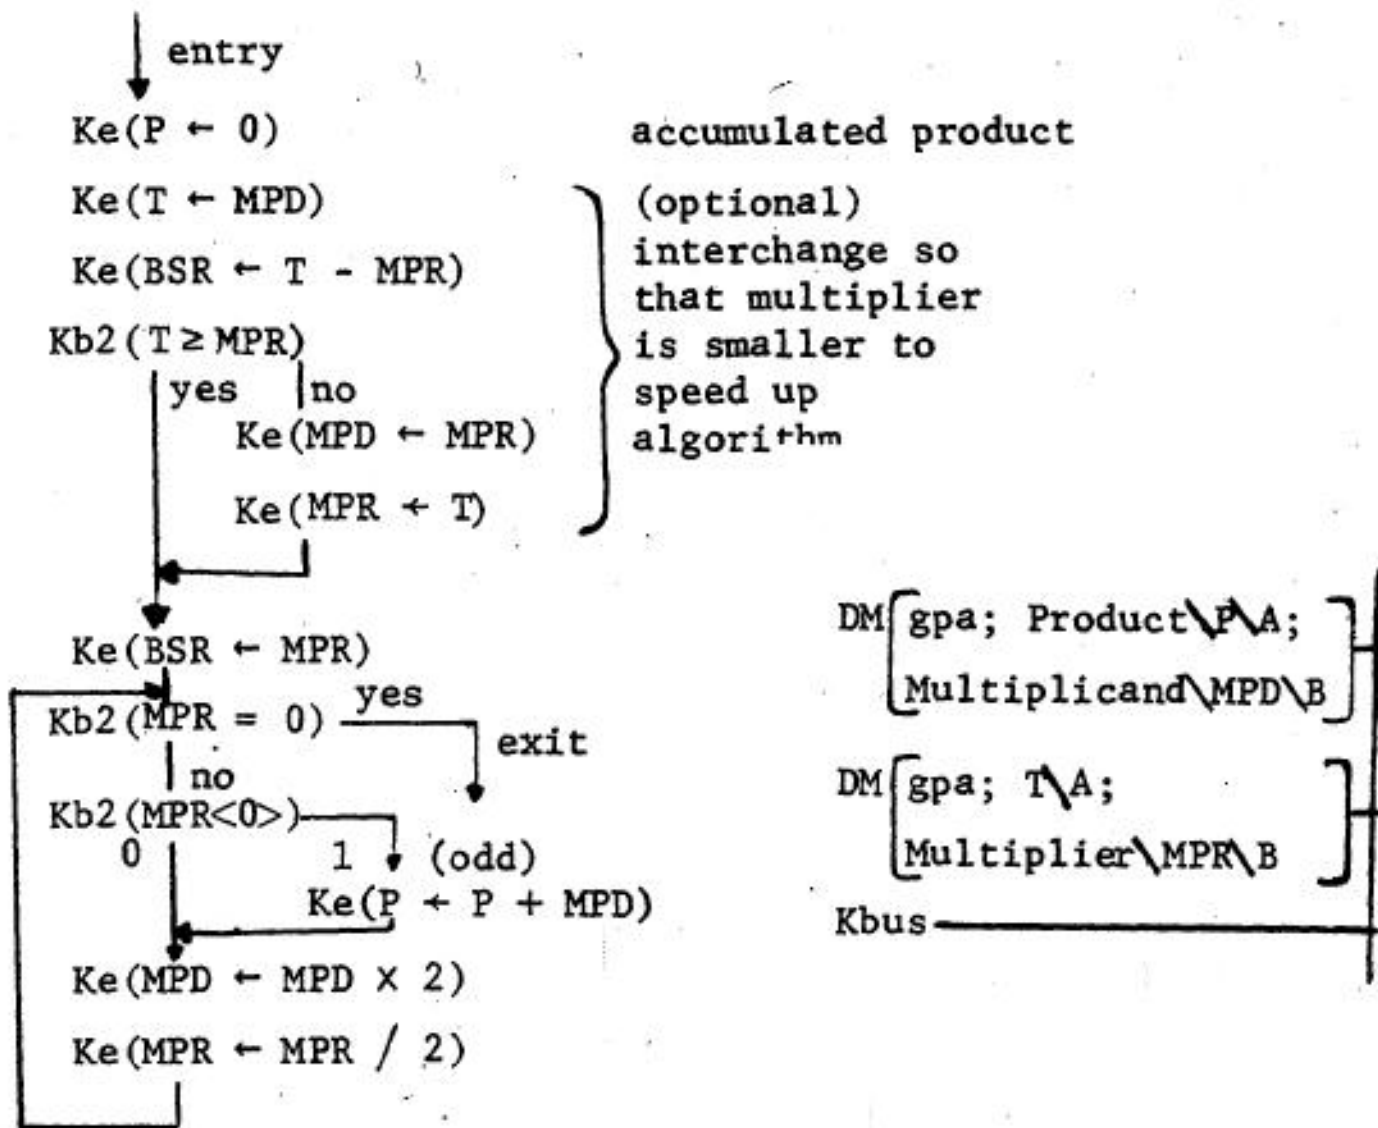 entry
Ke(P ← 0)
accumulated product
Ke(T ← MPD)
Ke(BSR ← T - MPR)
Kb2(T ≥ MPR)
yes
no
Ke(MPD ← MPR)
Ke(MPR ← T)
(optional)
interchange so
that multiplier
is smaller to
speed up
algorithm
Ke(BSR ← MPR)
Kb2(MPR = 0)
yes
exit
no
Kb2(MPR<0>)
0
1 (odd)
Ke(P ← P + MPD)
Ke(MPD ← MPD × 2)
Ke(MPR ← MPR / 2)
DM[gpa; Product\P\A;
Multiplicand\MPD\B]
DM[gpa; T\A;
Multiplier\MPR\B]
Kbus